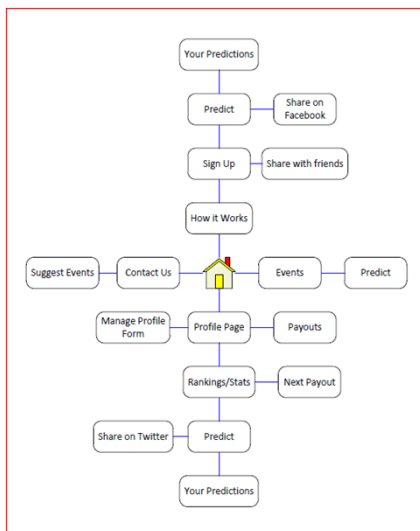 Your Predictions
Predict
Share on
Facebook
Sign Up
Share with friends
How it Works
Suggest Events
Contact Us
Events
Predict
Manage Profile
Form
Profile Page
Payouts
Rankings/Stats
Next Payout
Share on Twitter
Predict
Your Predictions